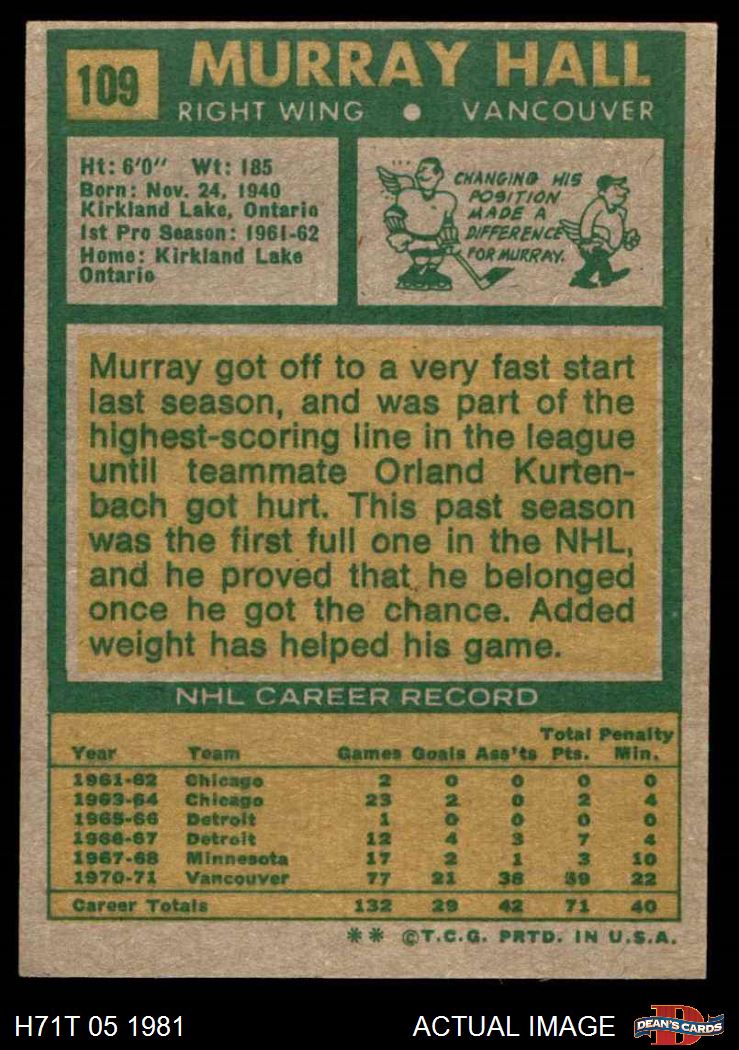 109
MURRAY HALL
RIGHT WING ● VANCOUVER
Ht: 6'0" Wt: 185
Born: Nov. 24, 1940
Kirkland Lake, Ontario
1st Pro Season: 1961-62
Home: Kirkland Lake
Ontario
CHANGING HIS
POSITION
MADE A
DIFFERENCE
FOR MURRAY.
Murray got off to a very fast start
last season, and was part of the
highest-scoring line in the league
until teammate Orland Kurten-
bach got hurt. This past season
was the first full one in the NHL,
and he proved that he belonged
once he got the chance. Added
weight has helped his game.
NHL CAREER RECORD
Total Penalty
Year Team Games Goals Ass'ts Pts. Min.
1961-62 Chicago 2 0 0 0 0
1963-64 Chicago 23 2 0 2 4
1965-66 Detroit 1 0 0 0 0
1966-67 Detroit 12 4 3 7 4
1967-68 Minnesota 17 2 1 3 10
1970-71 Vancouver 77 21 38 59 22
Career Totals 132 29 42 71 40
** ©T.C.G. PRTD. IN U.S.A.
H71T 05 1981 ACTUAL IMAGE DEAN'S CARDS